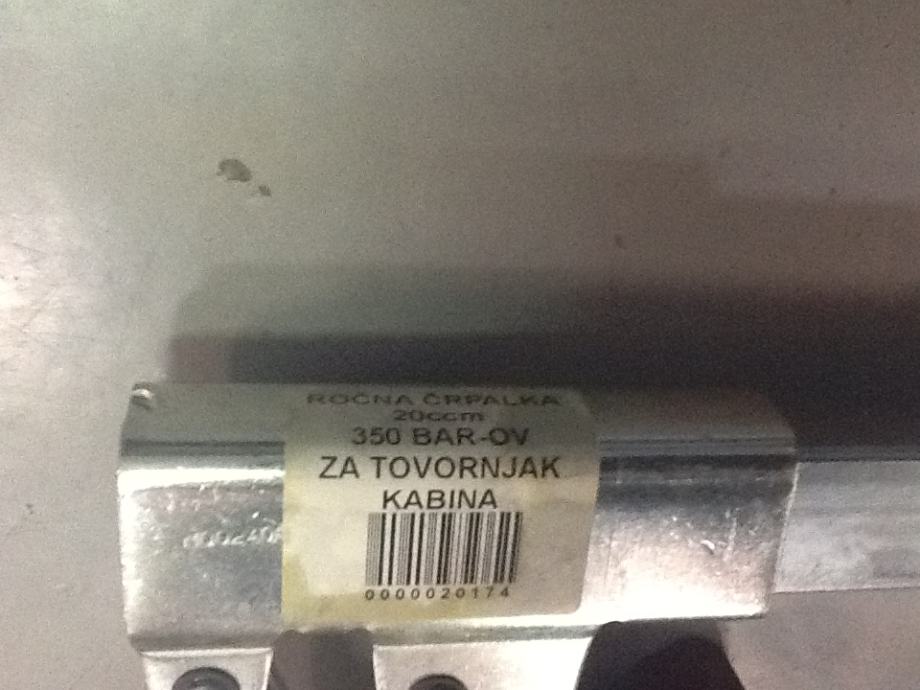 ROČNA ČRPALKA
20ccm
350 BAR-OV
ZA TOVORNJAK
KABINA
0000020174